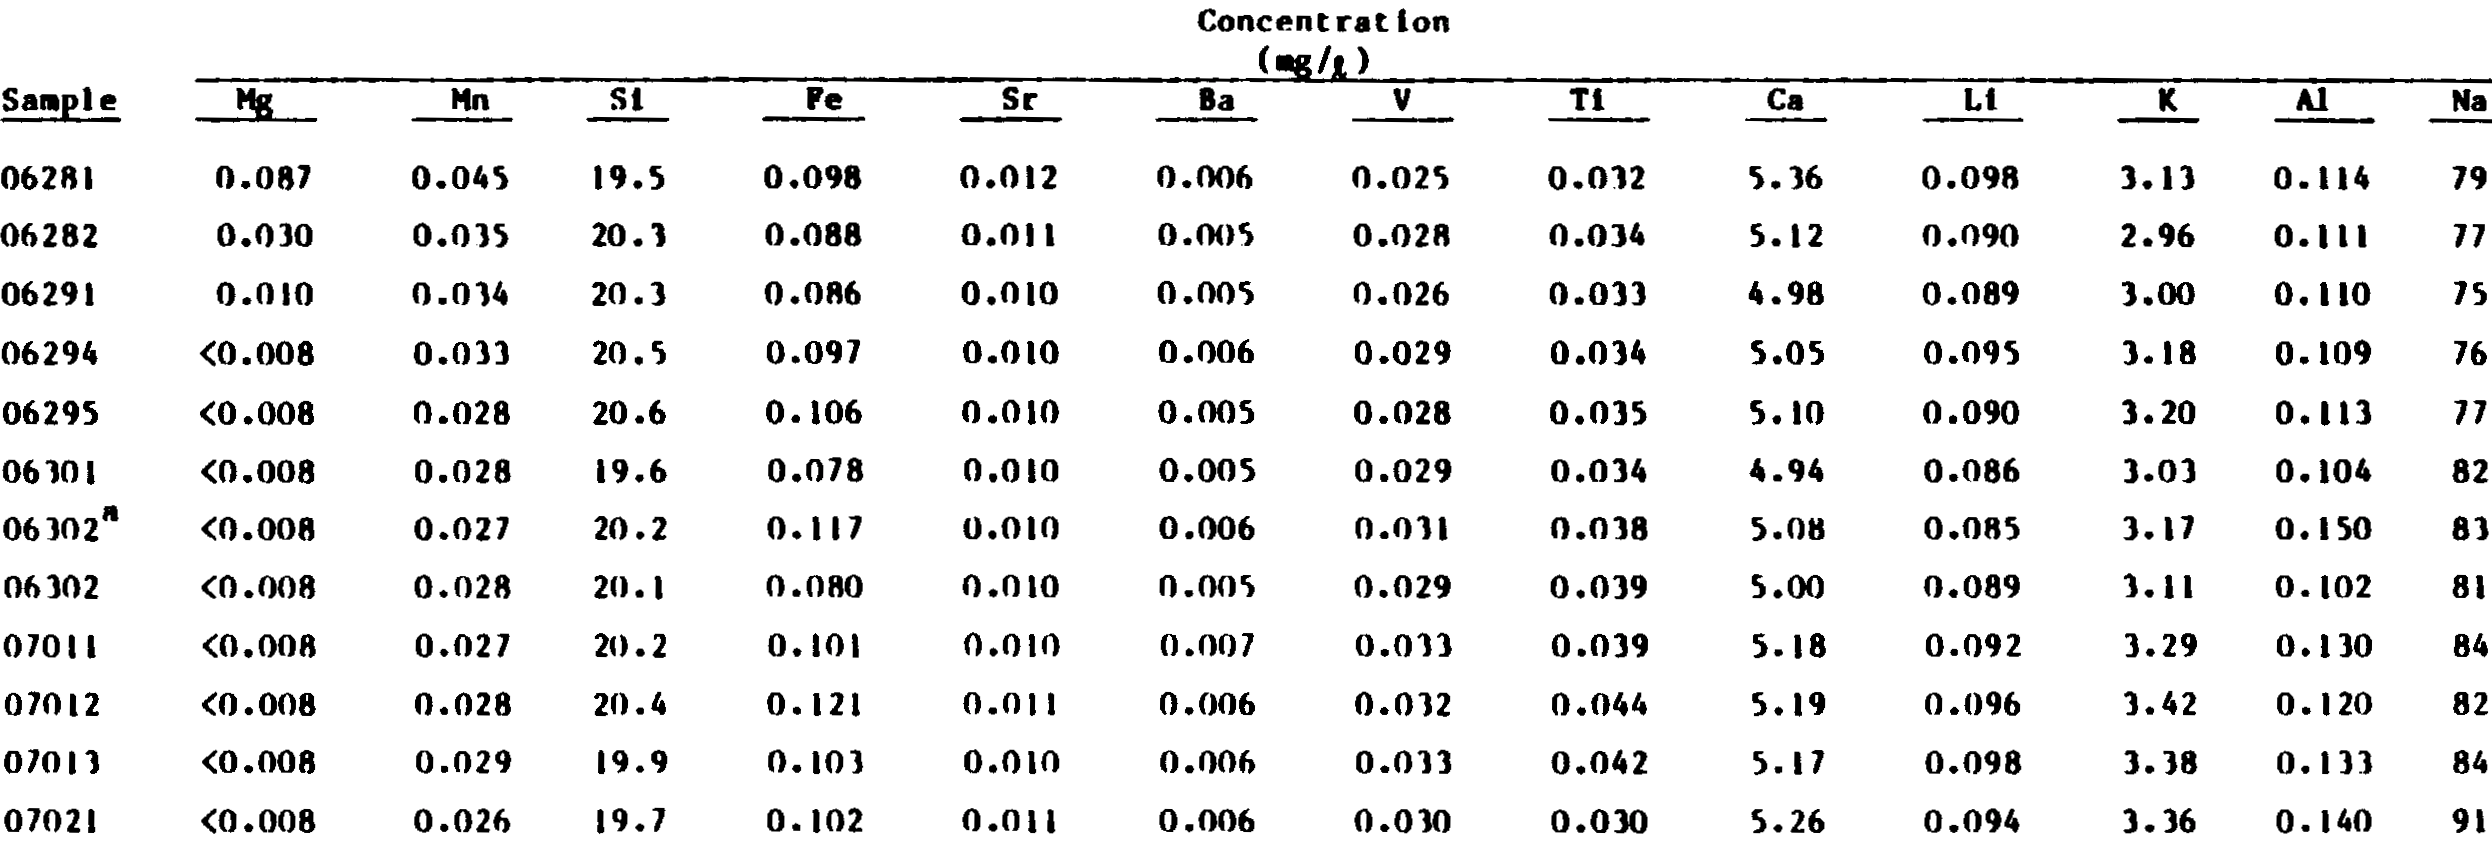 Concentration
(mg/ℓ)
Sample Mg Mn Si Fe Sr Ba V Ti Ca Li K Al Na
06281 0.087 0.045 19.5 0.098 0.012 0.006 0.025 0.032 5.36 0.098 3.13 0.114 79
06282 0.030 0.035 20.3 0.088 0.011 0.005 0.028 0.034 5.12 0.090 2.96 0.111 77
06291 0.010 0.034 20.3 0.086 0.010 0.005 0.026 0.033 4.98 0.089 3.00 0.110 75
06294 <0.008 0.033 20.5 0.097 0.010 0.006 0.029 0.034 5.05 0.095 3.18 0.109 76
06295 <0.008 0.028 20.6 0.106 0.010 0.005 0.028 0.035 5.10 0.090 3.20 0.113 77
06301 <0.008 0.028 19.6 0.078 0.010 0.005 0.029 0.034 4.94 0.086 3.03 0.104 82
06302a <0.008 0.027 20.2 0.117 0.010 0.006 0.031 0.038 5.08 0.085 3.17 0.150 83
06302 <0.008 0.028 20.1 0.080 0.010 0.005 0.029 0.039 5.00 0.089 3.11 0.102 81
07011 <0.008 0.027 20.2 0.101 0.010 0.007 0.033 0.039 5.18 0.092 3.29 0.130 84
07012 <0.008 0.028 20.4 0.121 0.011 0.006 0.032 0.044 5.19 0.096 3.42 0.120 82
07013 <0.008 0.029 19.9 0.103 0.010 0.006 0.033 0.042 5.17 0.098 3.38 0.133 84
07021 <0.008 0.026 19.7 0.102 0.011 0.006 0.030 0.030 5.26 0.094 3.36 0.140 91